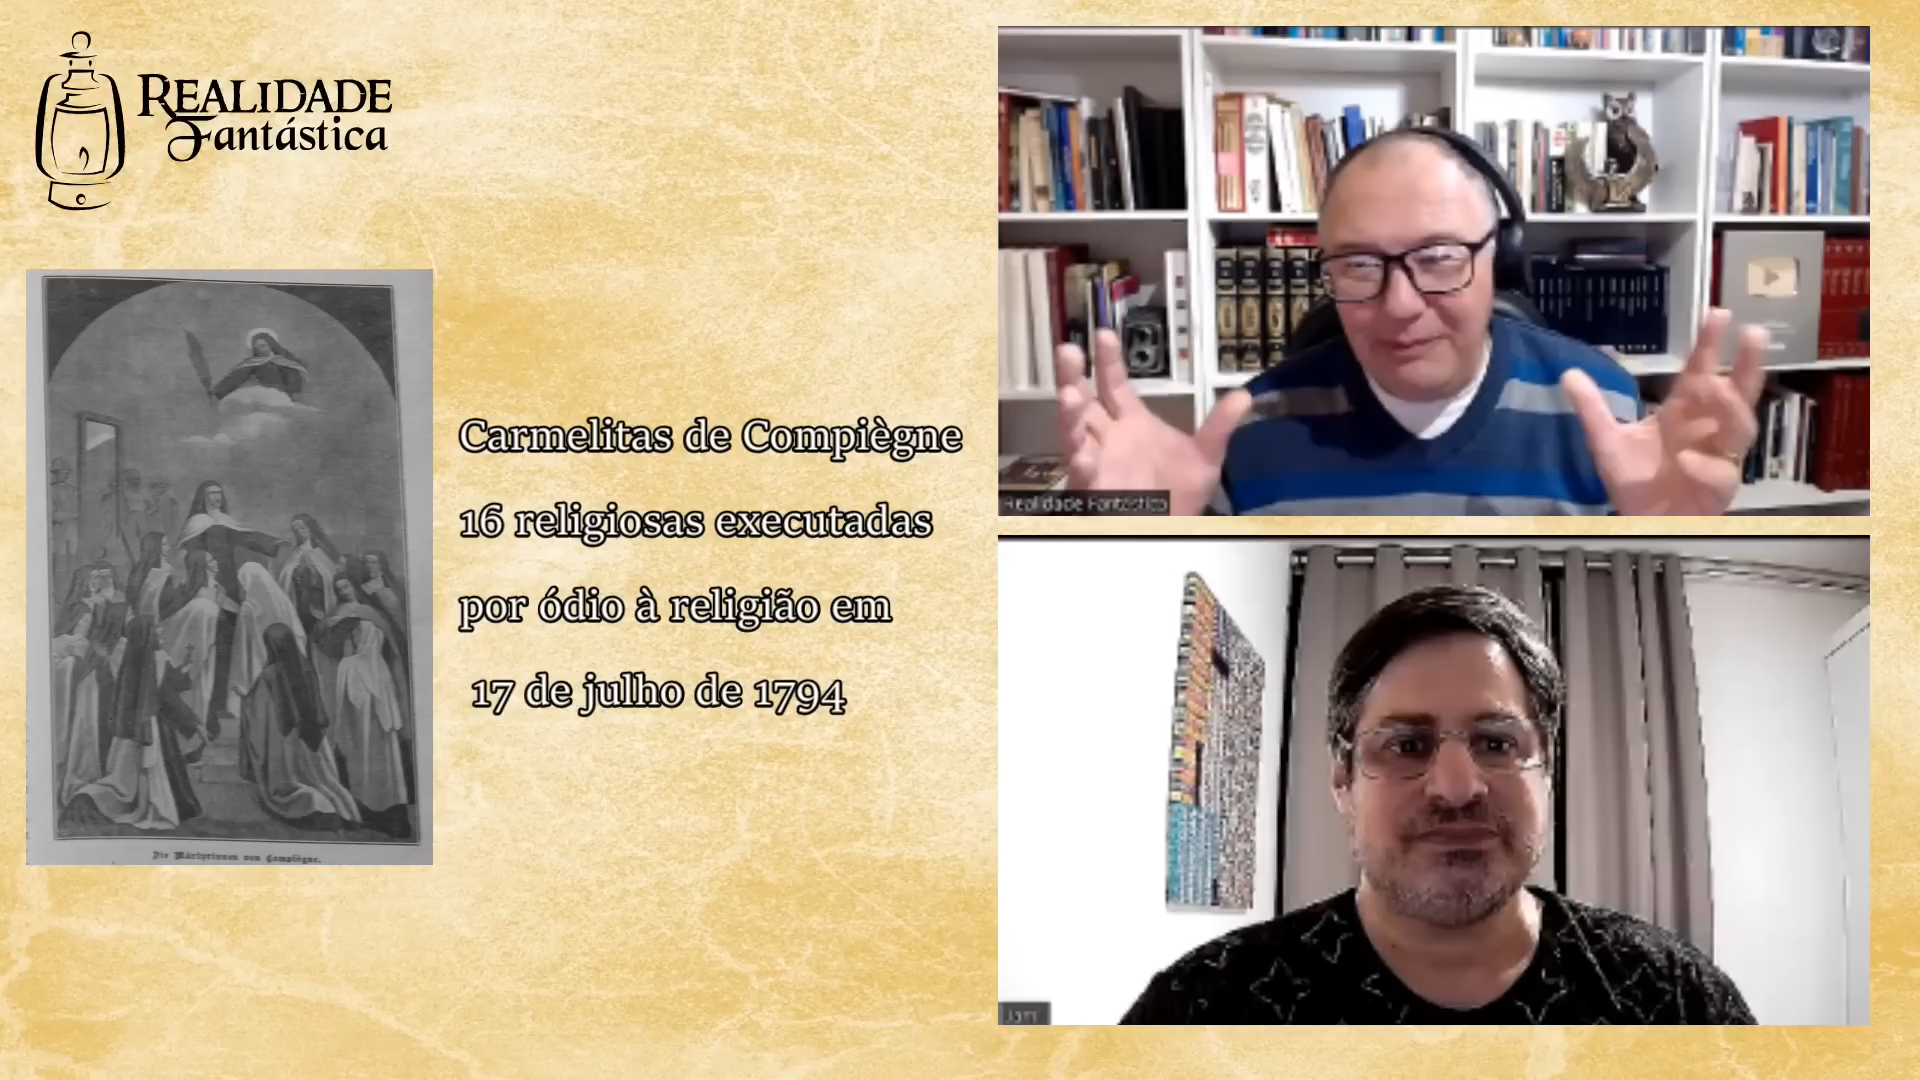 REALIDADE
Fantástica
Carmelitas de Compiègne
16 religiosas executadas
por ódio à religião em
17 de julho de 1794
Die Märtyrinnen von Compiègne.
Realidade Fantástica